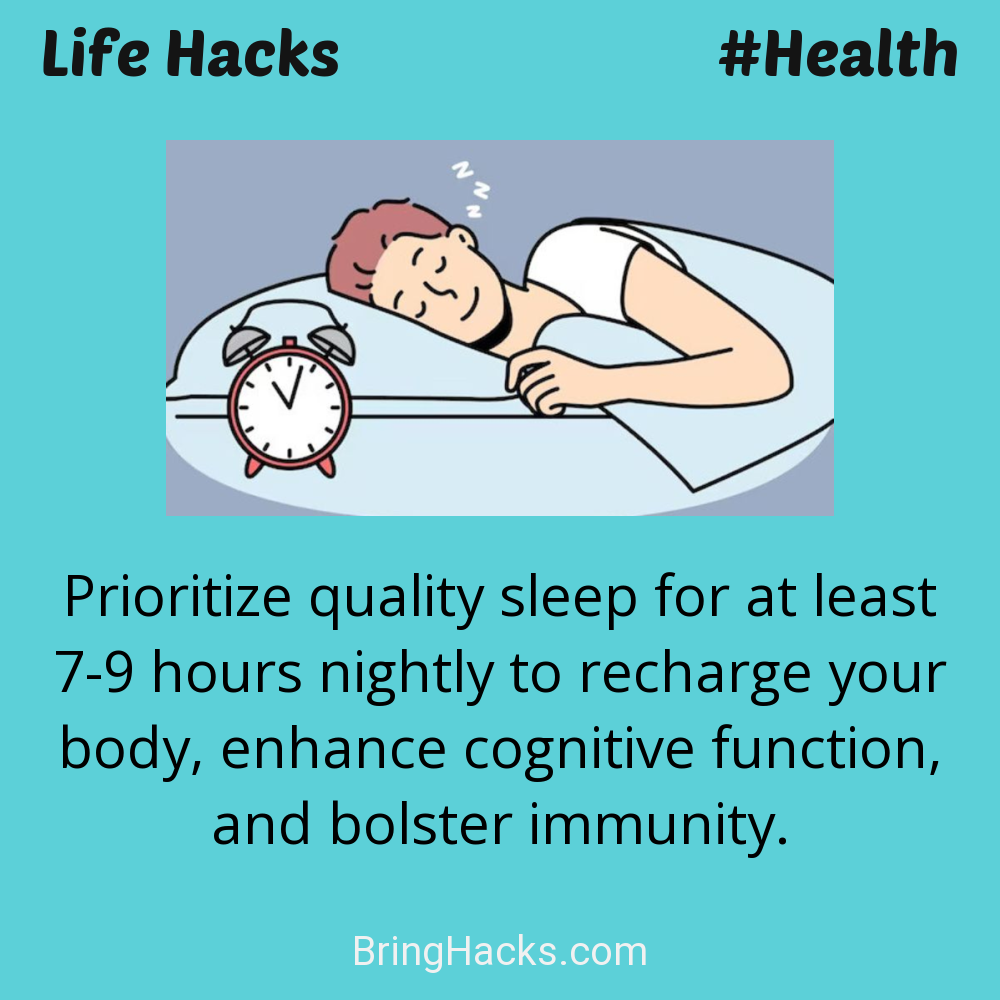 Life Hacks
#Health
z
z
z
Prioritize quality sleep for at least
7-9 hours nightly to recharge your
body, enhance cognitive function,
and bolster immunity.
BringHacks.com